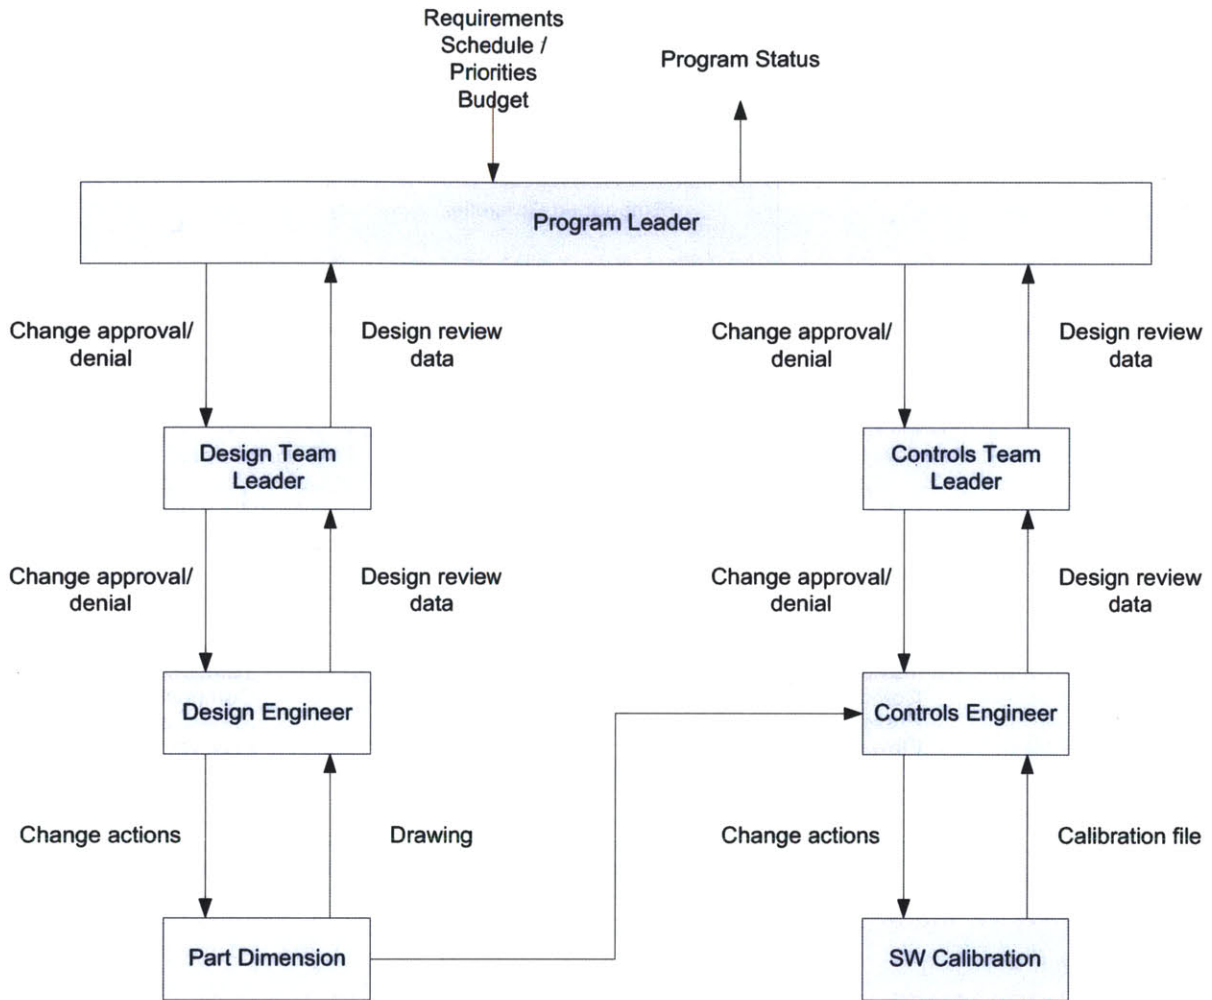 Requirements
Schedule /
Priorities
Budget
Program Status
Program Leader
Change approval/
denial
Design review
data
Change approval/
denial
Design review
data
Design Team
Leader
Controls Team
Leader
Change approval/
denial
Design review
data
Change approval/
denial
Design review
data
Design Engineer
Controls Engineer
Change actions
Drawing
Change actions
Calibration file
Part Dimension
SW Calibration